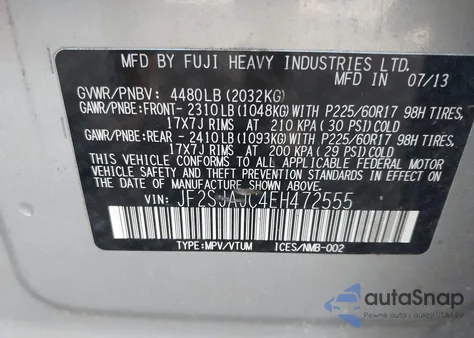 MFD BY FUJI HEAVY INDUSTRIES LTD. 07/13
GVWR/PNBV: 4480LB (2032KG)
GAWR/PNBE:FRONT- 2310LB(1048KG)WITH P225/60R17 98H TIRES,
17X7J RIMS AT 210 KPA(30 PSI)COLD
GAWR/PNBE:REAR - 2410LB(1093KG)WITH P225/60R17 98H TIRES,
17X7J RIMS AT 200 KPA(29 PSI)COLD
THIS VEHICLE CONFORMS TO ALL APPLICABLE FEDERAL MOTOR
VEHICLE SAFETY, BUMPER, AND THEFT PREVENTION STANDARDS
IN EFFECT ON THE DATE OF MANUFACTURE SHOWN ABOVE.
VIN: JF2SJAJC4EH472555
TYPE:MPV/VTUM ICES/NMB-002
autoSnap